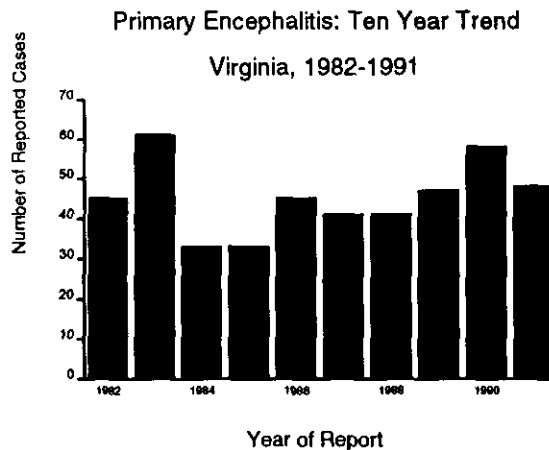 Primary Encephalitis: Ten Year Trend
Virginia, 1982-1991
Number of Reported Cases
70
60
50
40
30
20
10
0
1982 1984 1986 1988 1990
Year of Report